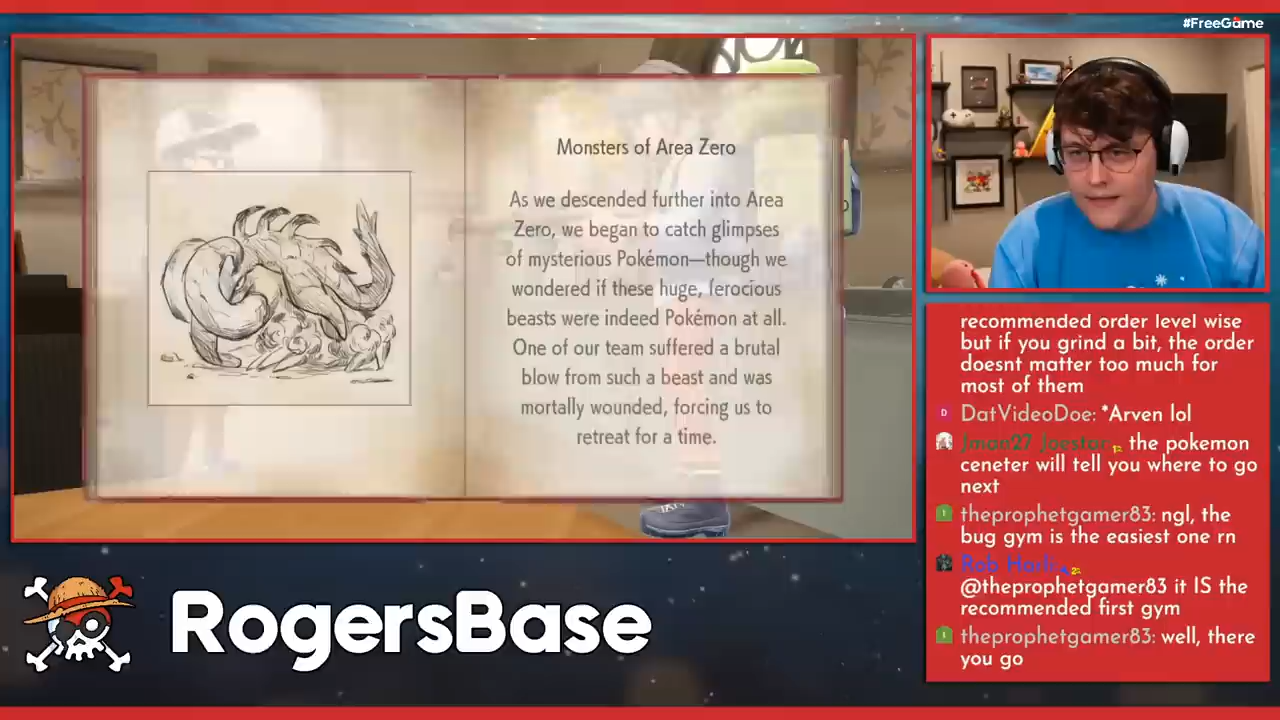 #FreeGame
Monsters of Area Zero
As we descended further into Area
Zero, we began to catch glimpses
of mysterious Pokémon—though we
wondered if these huge, ferocious
beasts were indeed Pokémon at all.
One of our team suffered a brutal
blow from such a beast and was
mortally wounded, forcing us to
retreat for a time.
recommended order level wise
but if you grind a bit, the order
doesnt matter too much for
most of them
DatVideoDoe: *Arven lol
Jman27 Joestar the pokemon
ceneter will tell you where to go
next
theprophetgamer83: ngl, the
bug gym is the easiest one rn
@theprophetgamer83 it IS the
recommended first gym
theprophetgamer83: well, there
you go
RogersBase